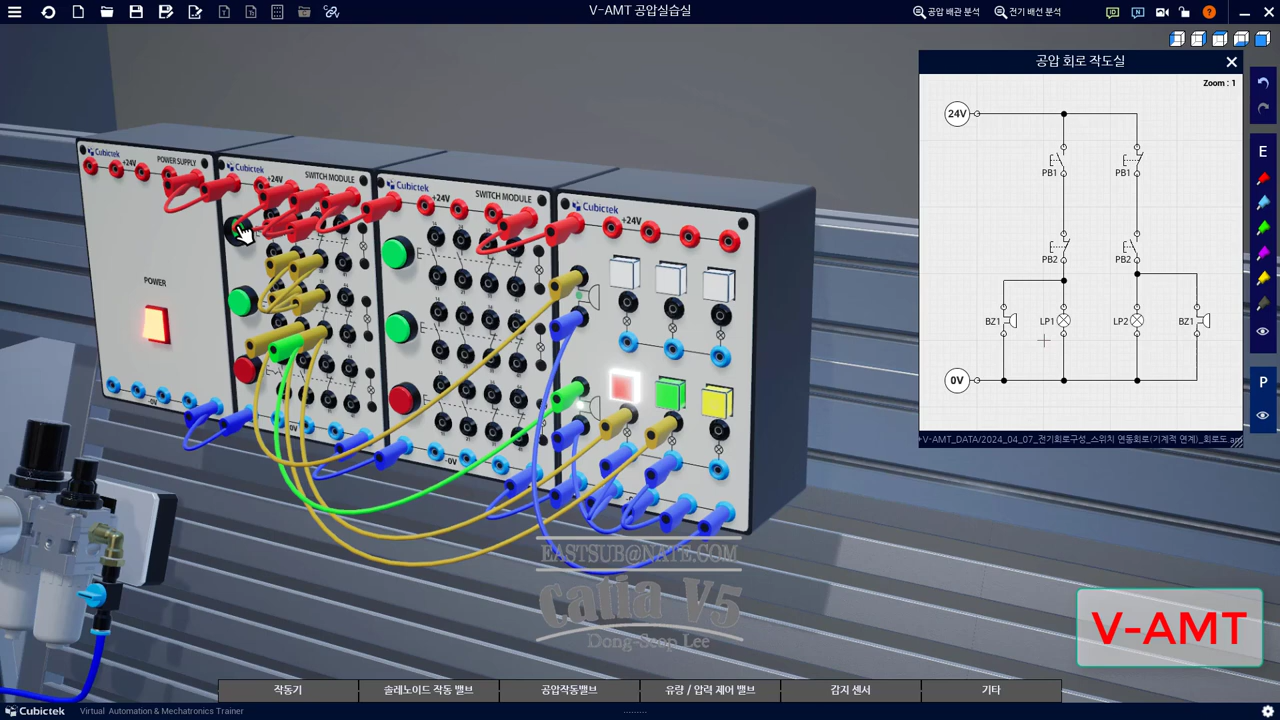 V-AMT 공압실습실
공압 배관 분석
전기 배선 분석
공압 회로 작도실
Zoom : 1
24V
PB1
PB1
PB2
PB2
BZ1
LP1
LP2
BZ1
0V
V-AMT_DATA/2024_04_07_전기회로구성_스위치 연동회로(기계적 연계)_회로도.am
E
P
Cubictek
+24V
POWER SUPPLY
POWER
-0V
Cubictek
+24V
SWITCH MODULE
0V
Cubictek
+24V
SWITCH MODULE
-0V
Cubictek
+24V
EASTSUB@NATE.COM
Catia V5
Dong-Seop Lee
V-AMT
작동기
솔레노이드 작동 밸브
공압작동밸브
유량 / 압력 제어 밸브
감지 센서
기타
Cubictek
Virtual Automation & Mechatronics Trainer